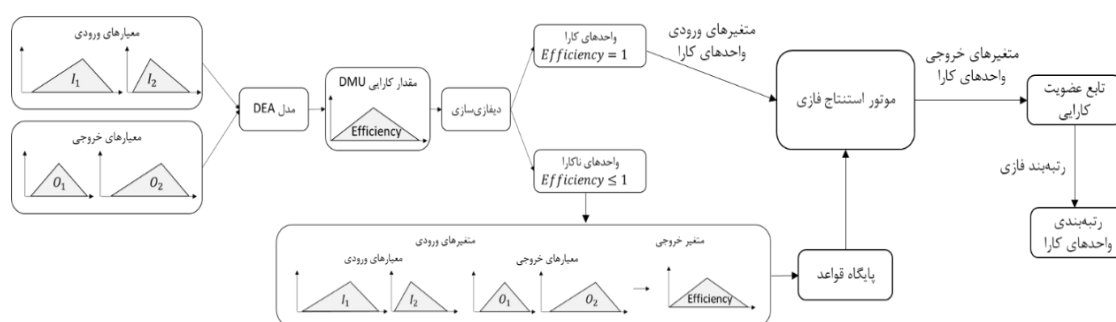 معیارهای ورودی
I₁
I₂
معیارهای خروجی
O₁
O₂
مدل DEA
مقدار کارایی DMU
Efficiency
دیفازی‌سازی
واحدهای کارا
Efficiency = 1
واحدهای ناکارا
Efficiency ≤ 1
متغیرهای ورودی
واحدهای کارا
موتور استنتاج فازی
متغیرهای خروجی
واحدهای کارا
تابع عضویت
کارایی
رتبه‌بند فازی
رتبه‌بندی
واحدهای کارا
متغیرهای ورودی
متغیر خروجی
معیارهای ورودی
معیارهای خروجی
I₁
I₂
O₁
O₂
Efficiency
پایگاه قواعد